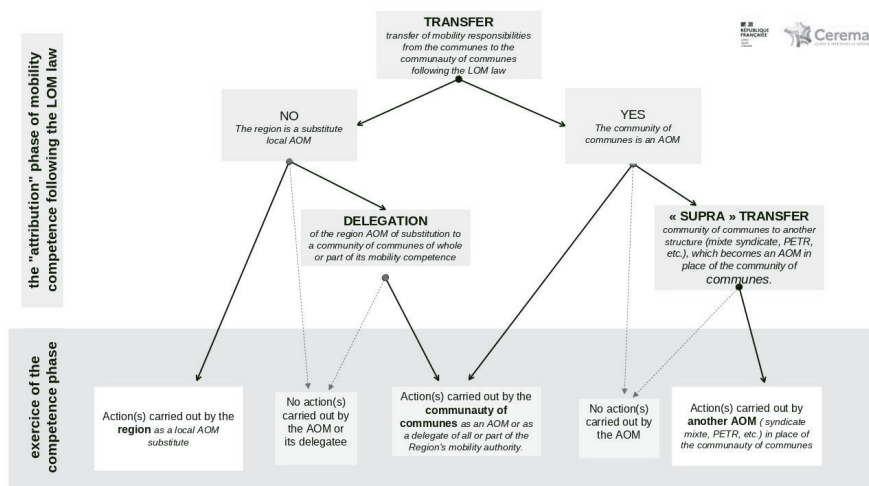 TRANSFER
transfer of mobility responsibilities
from the communes to the
communauty of communes
following the LOM law
RÉPUBLIQUE
FRANÇAISE
Cerema
the "attribution" phase of mobility
competence following the LOM law
NO
The region is a substitute
local AOM
YES
The community of
communes is an AOM
DELEGATION
of the region AOM of substitution to
a community of communes of whole
or part of its mobility competence
« SUPRA » TRANSFER
community of communes to another
structure (mixte syndicate, PETR,
etc.), which becomes an AOM in
place of the community of
communes.
exercice of the
competence phase
Action(s) carried out by the
region as a local AOM
substitute
No action(s)
carried out by
the AOM or
its delegatee
Action(s) carried out by the
communauty of
communes as an AOM or as
a delegate of all or part of the
Region's mobility authority.
No action(s)
carried out by
the AOM
Action(s) carried out by
another AOM ( syndicate
mixte, PETR, etc.) in place of
the communauty of communes